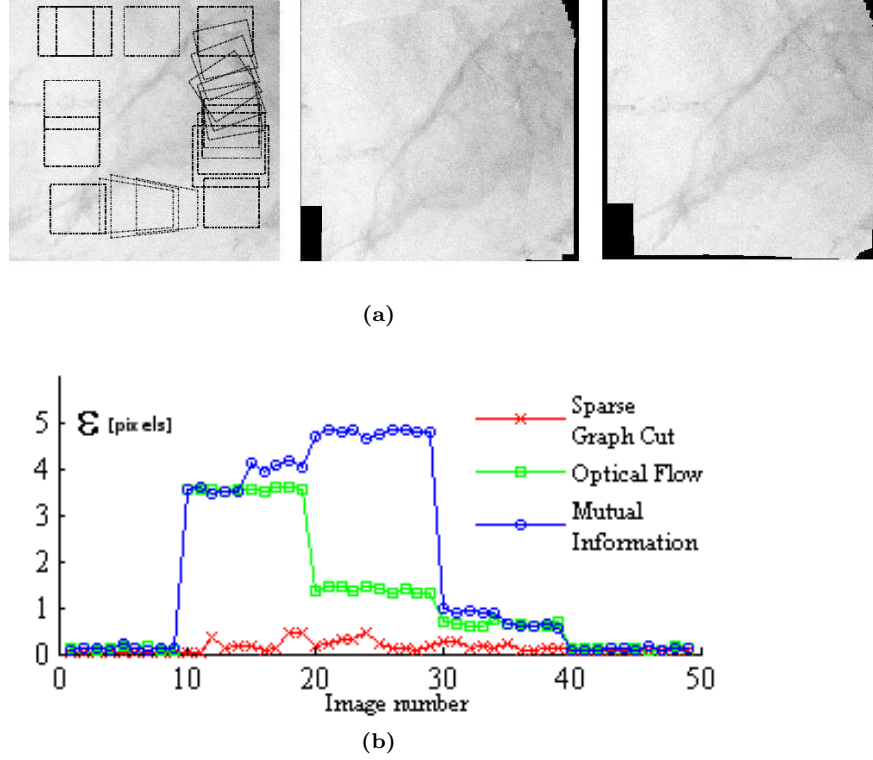 (a)
5
4
3
2
1
0
ε [pixels]
Sparse
Graph Cut
Optical Flow
Mutual
Information
0 10 20 30 40 50
Image number
(b)